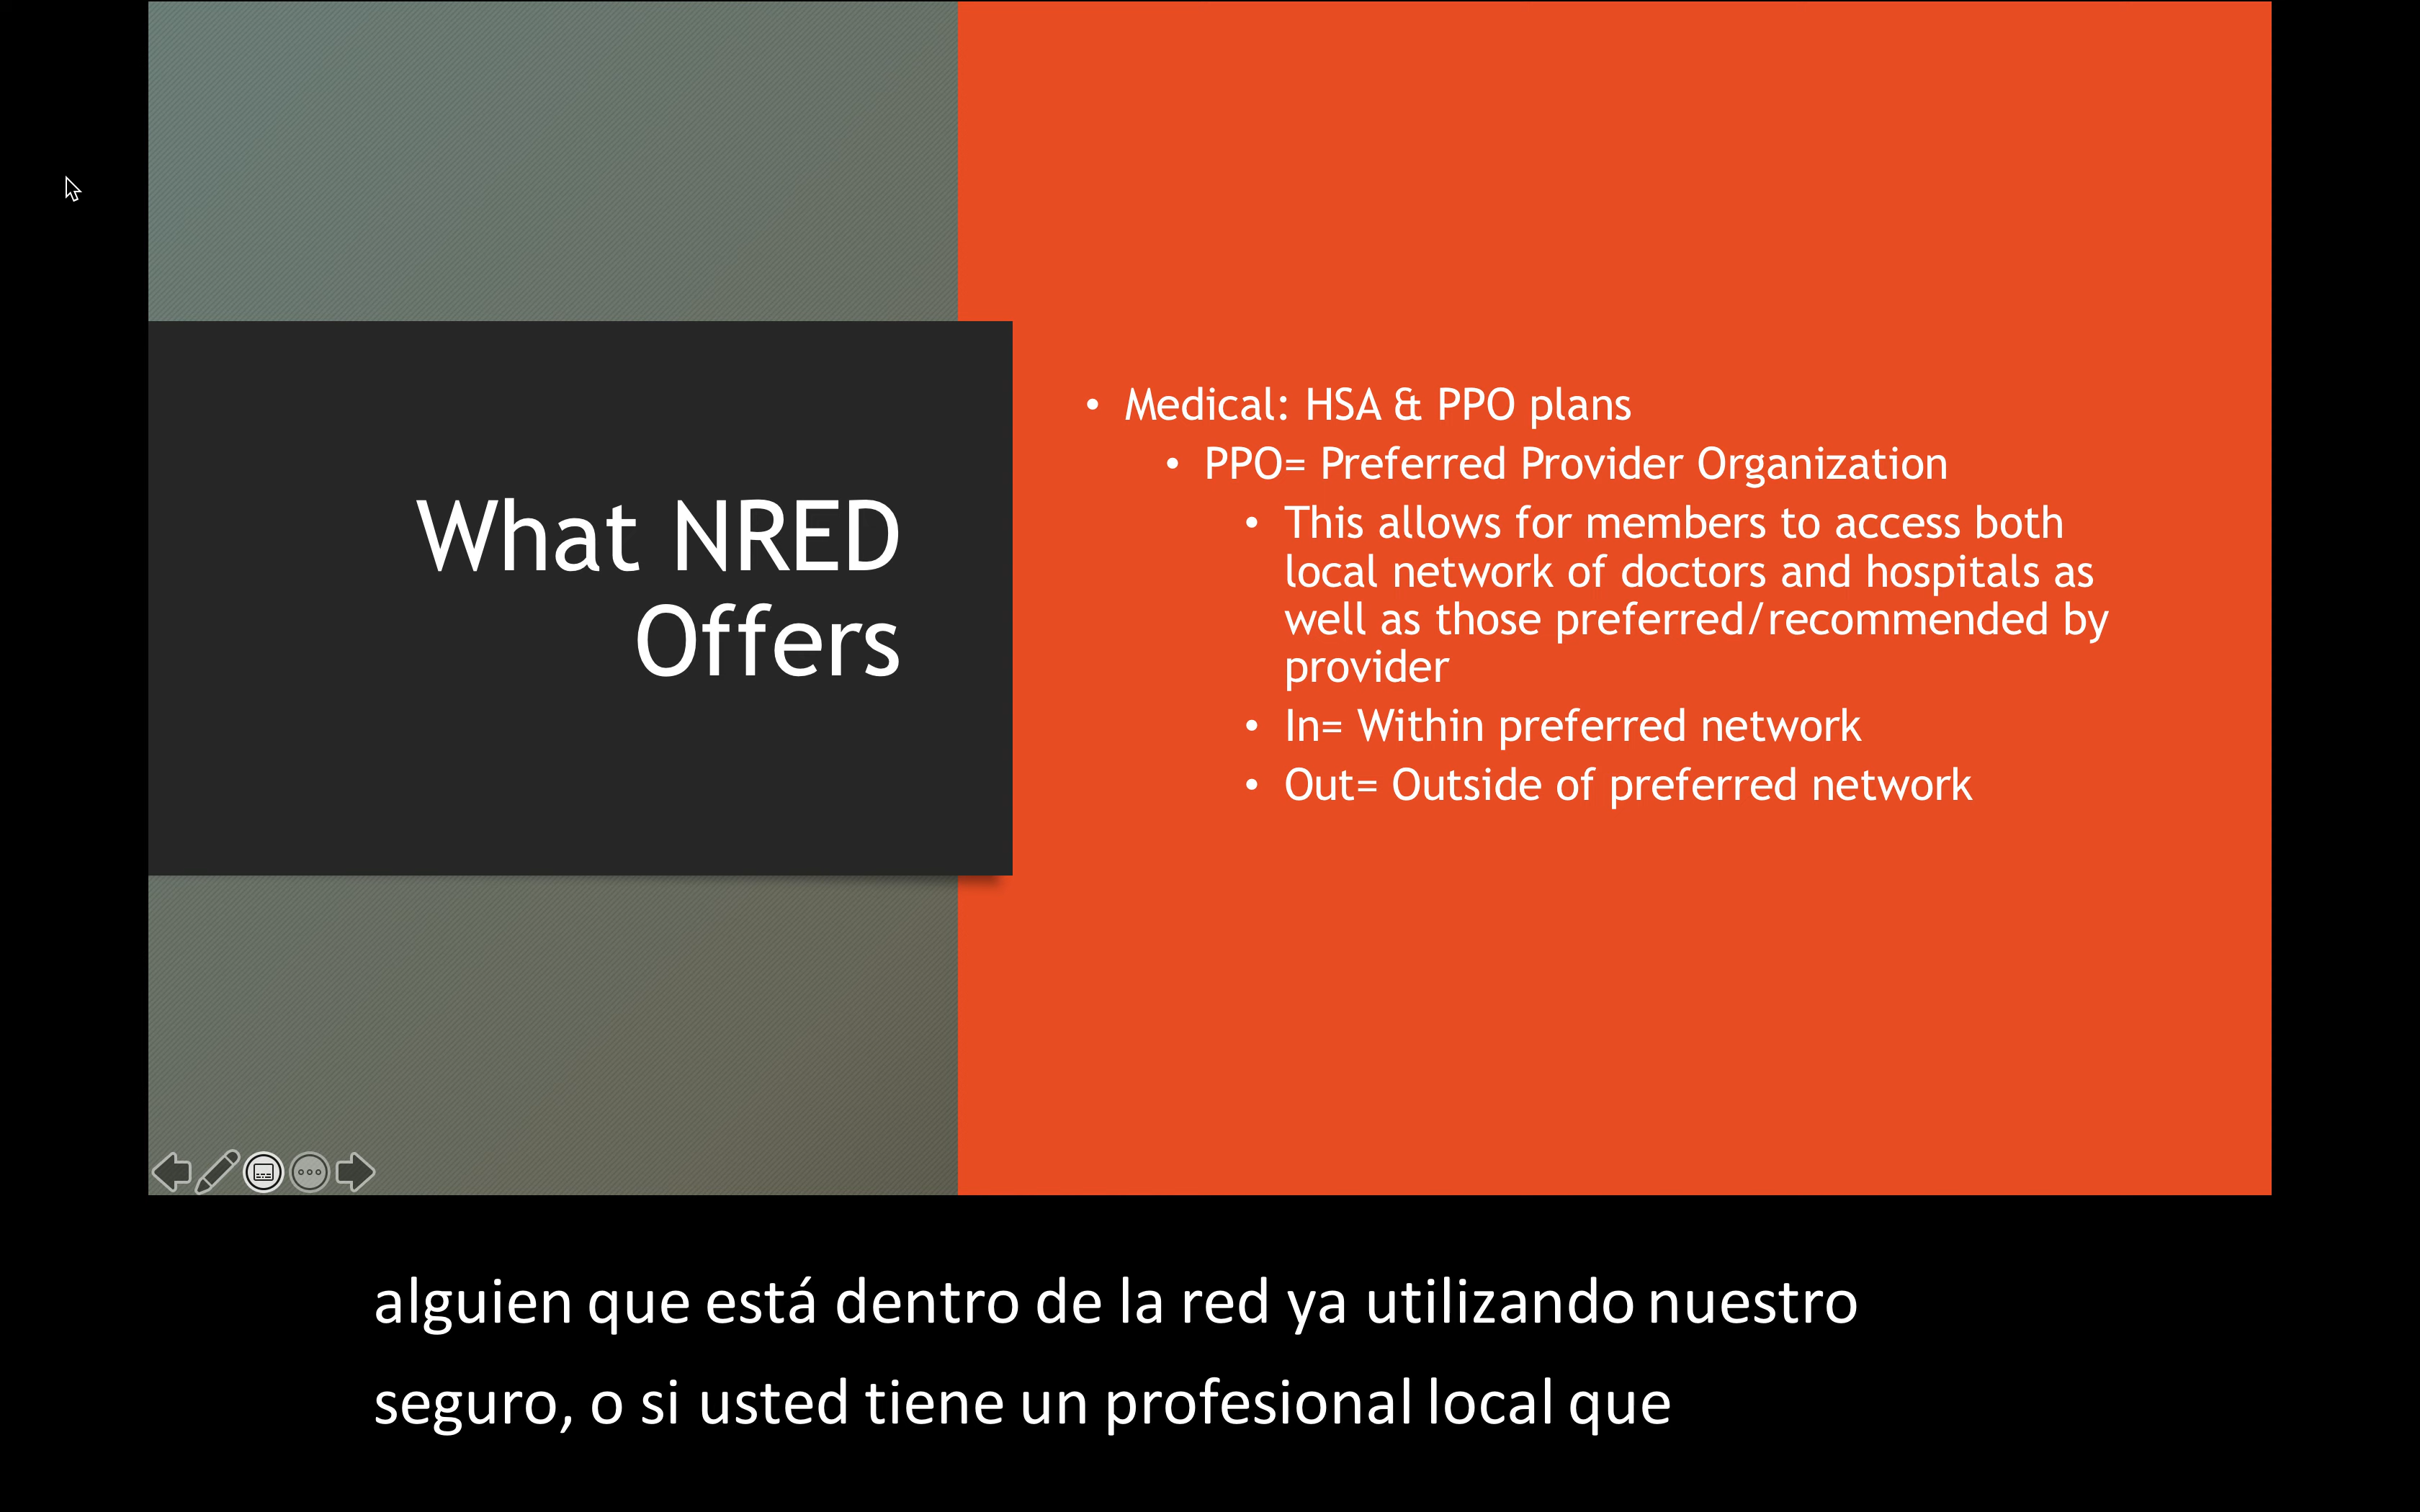 What NRED
Offers
• Medical: HSA & PPO plans
• PPO= Preferred Provider Organization
• This allows for members to access both
local network of doctors and hospitals as
well as those preferred/recommended by
provider
• In= Within preferred network
• Out= Outside of preferred network
alguien que está dentro de la red ya utilizando nuestro
seguro, o si usted tiene un profesional local que